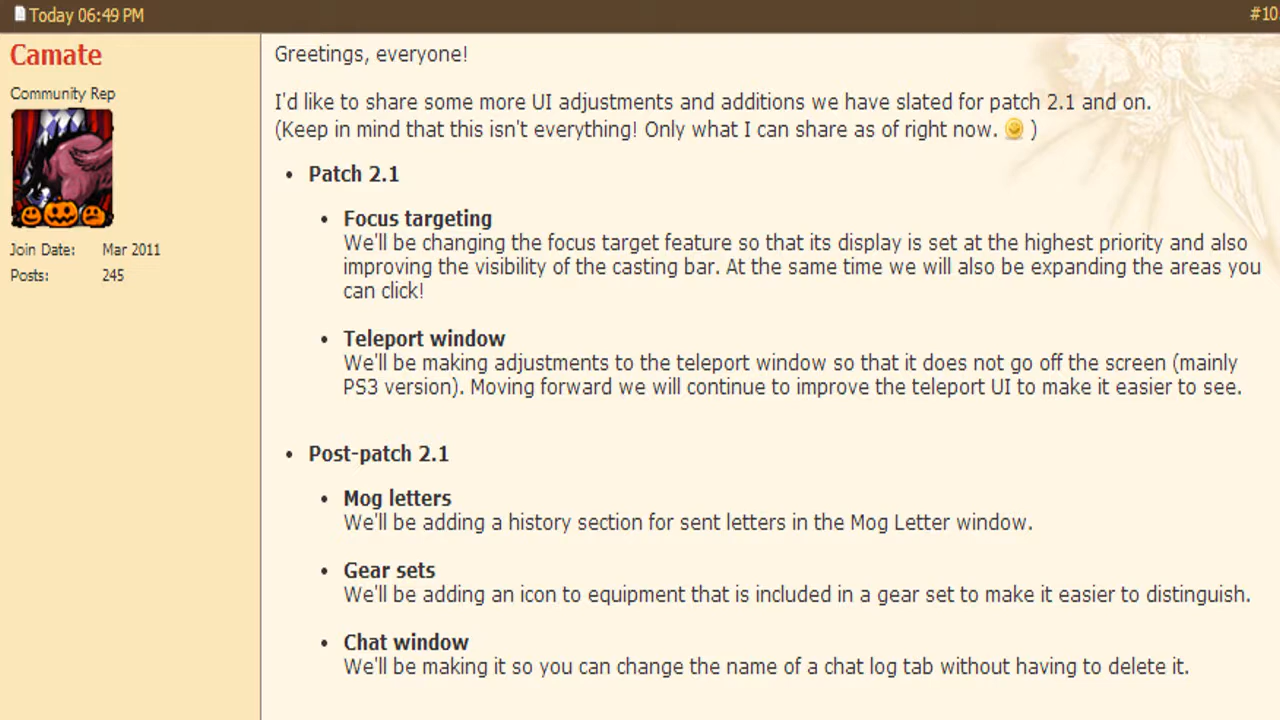 Today 06:49 PM
#10
Camate
Community Rep
Join Date: Mar 2011
Posts: 245
Greetings, everyone!
I'd like to share some more UI adjustments and additions we have slated for patch 2.1 and on.
(Keep in mind that this isn't everything! Only what I can share as of right now. )
• Patch 2.1
• Focus targeting
We'll be changing the focus target feature so that its display is set at the highest priority and also
improving the visibility of the casting bar. At the same time we will also be expanding the areas you
can click!
• Teleport window
We'll be making adjustments to the teleport window so that it does not go off the screen (mainly
PS3 version). Moving forward we will continue to improve the teleport UI to make it easier to see.
• Post-patch 2.1
• Mog letters
We'll be adding a history section for sent letters in the Mog Letter window.
• Gear sets
We'll be adding an icon to equipment that is included in a gear set to make it easier to distinguish.
• Chat window
We'll be making it so you can change the name of a chat log tab without having to delete it.